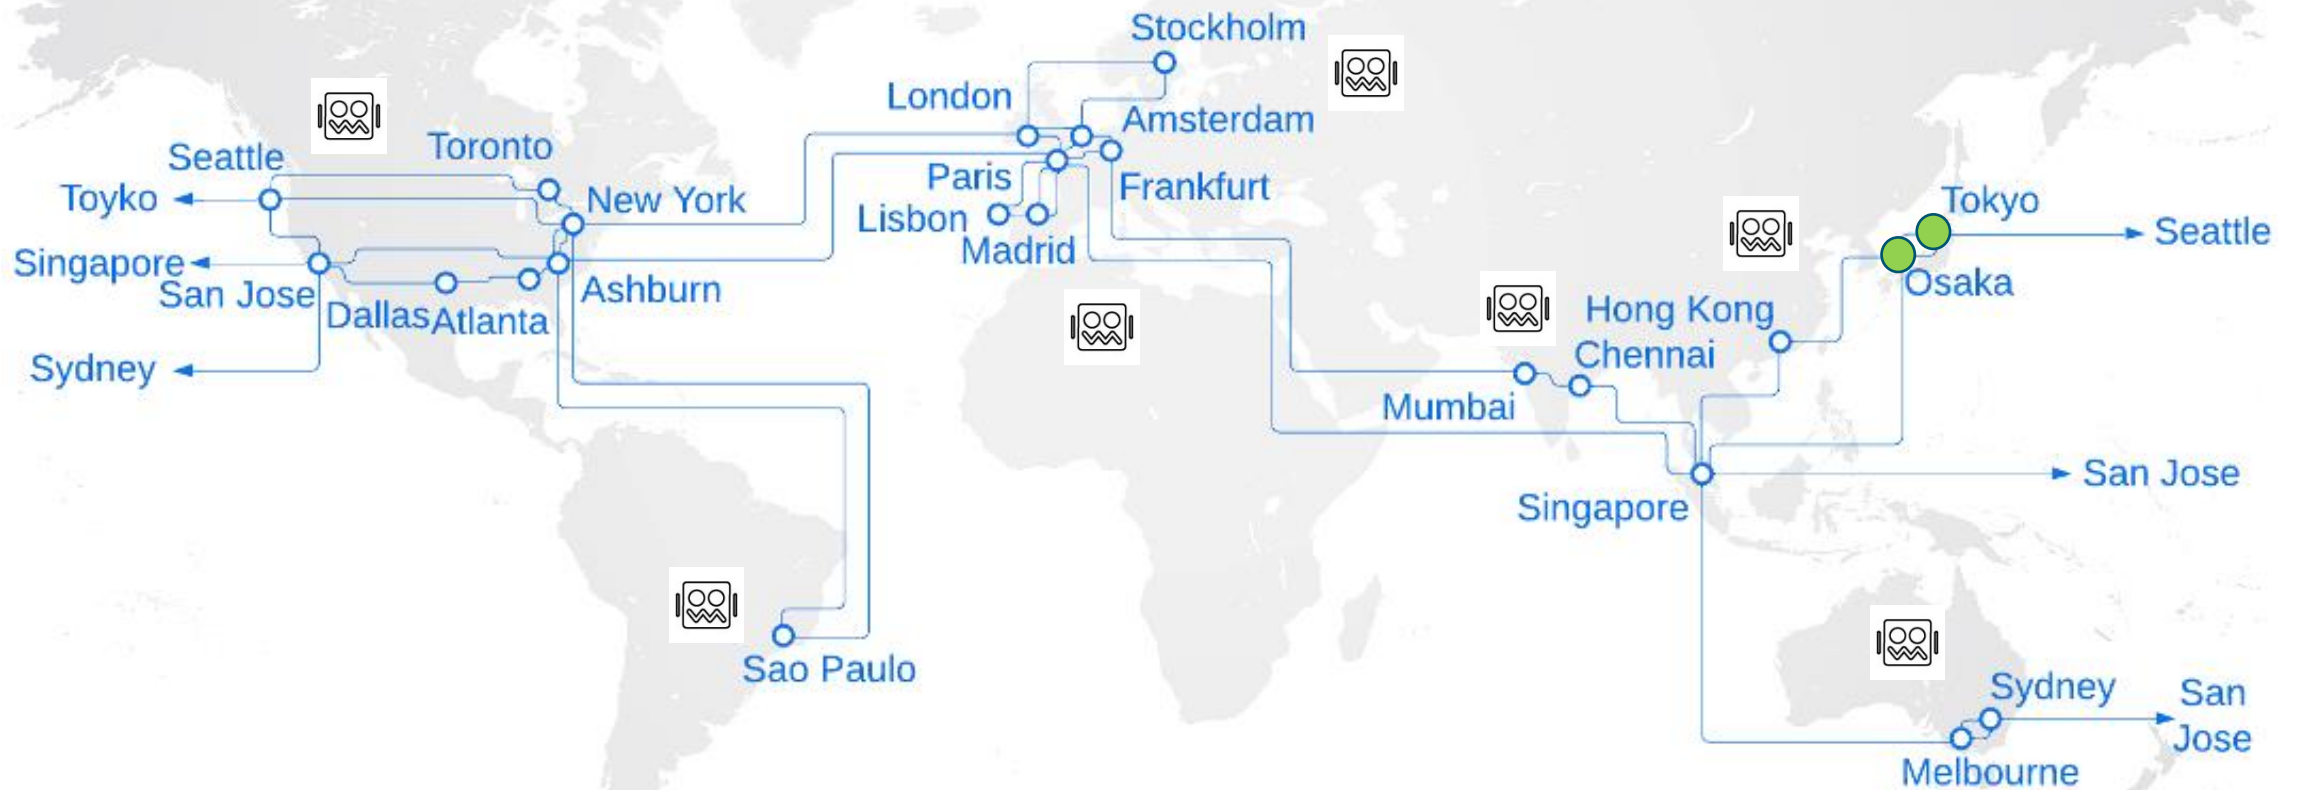 Stockholm
London
Amsterdam
Seattle
Toronto
Paris
Frankfurt
Toyko
New York
Lisbon
Madrid
Tokyo
Seattle
Singapore
San Jose
Dallas
Atlanta
Ashburn
Osaka
Hong Kong
Chennai
Sydney
Mumbai
San Jose
Singapore
Sao Paulo
Sydney
San
Jose
Melbourne